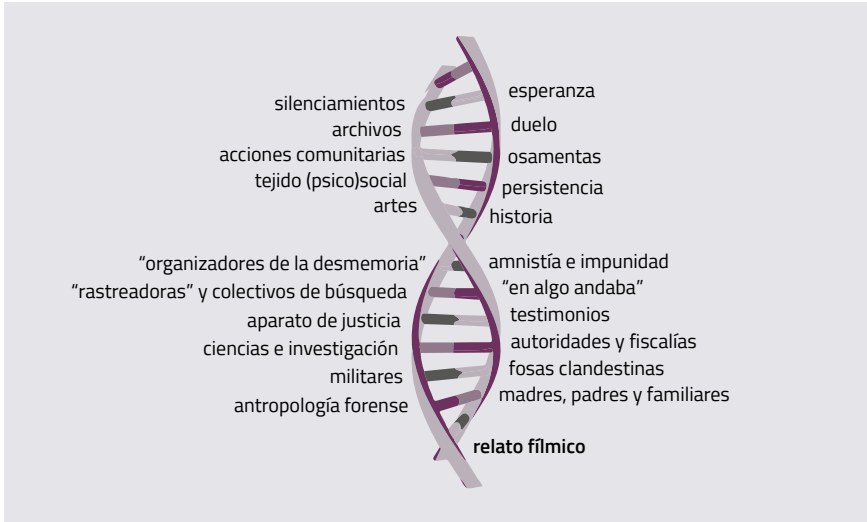 silenciamientos
archivos
acciones comunitarias
tejido (psico)social
artes
esperanza
duelo
osamentas
persistencia
historia
“organizadores de la desmemoria”
“rastreadoras” y colectivos de búsqueda
aparato de justicia
ciencias e investigación
militares
antropología forense
amnistía e impunidad
“en algo andaba”
testimonios
autoridades y fiscalías
fosas clandestinas
madres, padres y familiares
relato fílmico